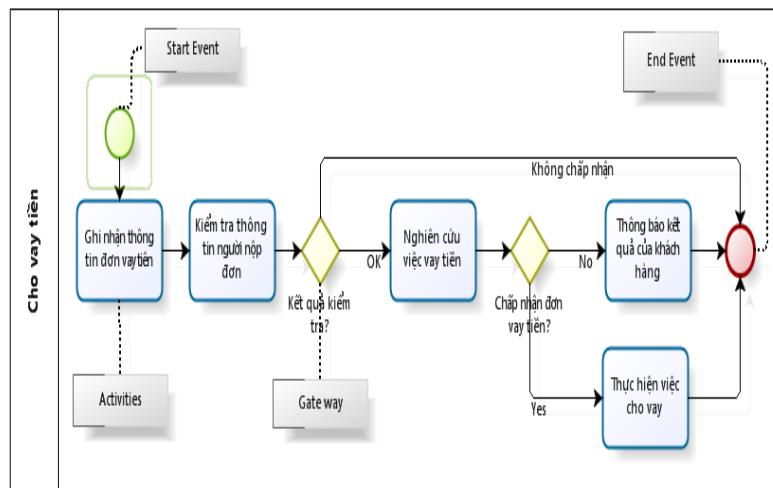 Cho vay tiền
Start Event
End Event
Không chấp nhận
Ghi nhận thông
tin đơn vay tiền
Kiểm tra thông
tin người nộp
đơn
OK
Kết quả kiểm
tra?
Nghiên cứu
việc vay tiền
No
Chấp nhận đơn
vay tiền?
Thông báo kết
quả của khách
hàng
Yes
Thực hiện việc
cho vay
Activities
Gate way